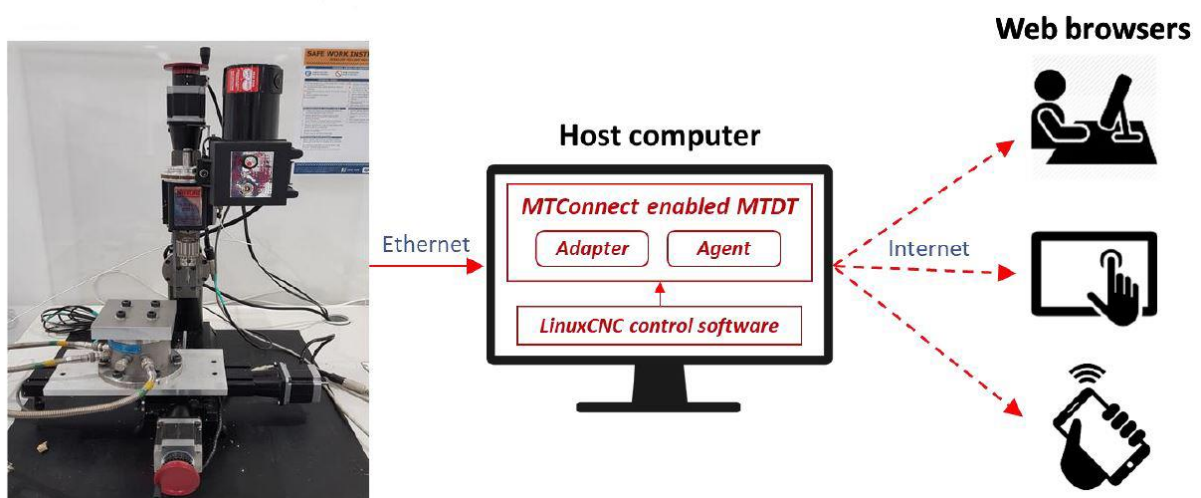 SAFE WORK INST
Ethernet
Host computer
MTConnect enabled MTDT
Adapter
Agent
LinuxCNC control software
Internet
Web browsers